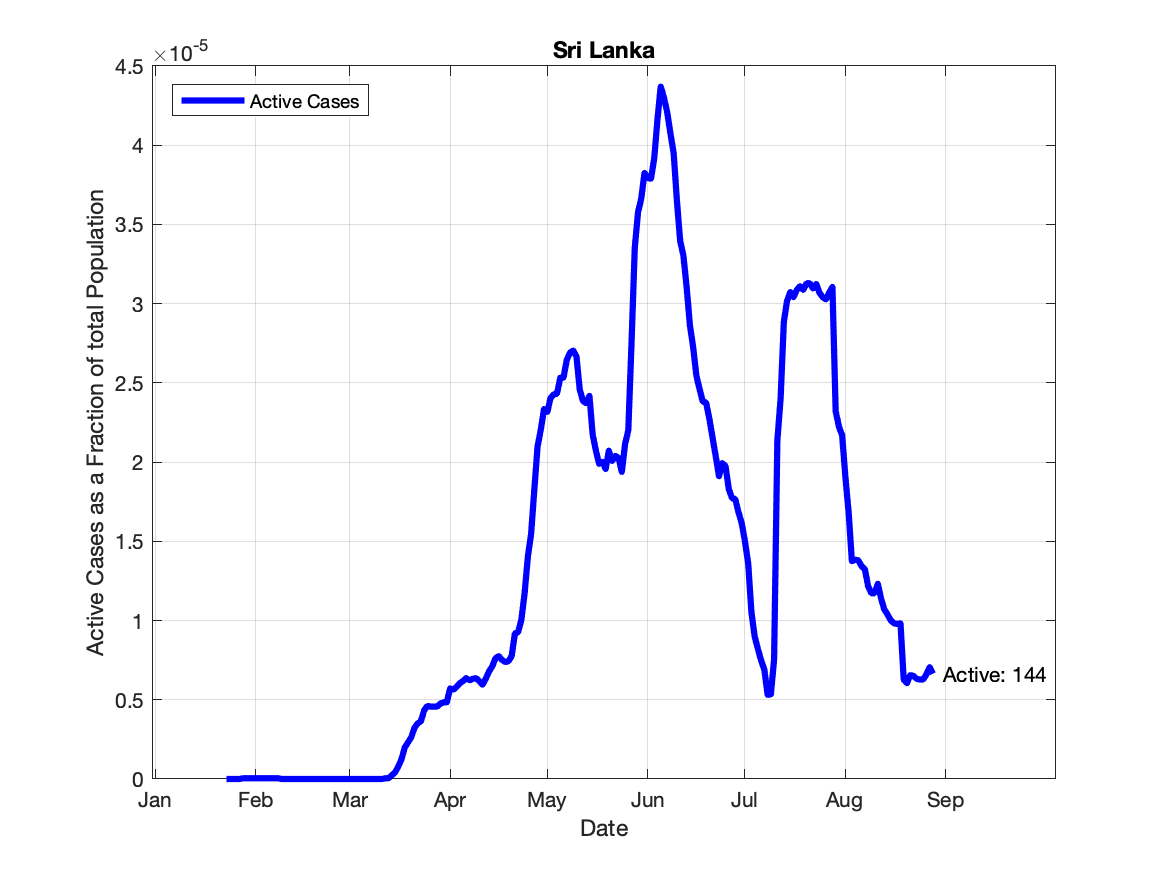 Sri Lanka
×10-5
4.5
4
3.5
3
2.5
2
1.5
1
0.5
0
Active Cases as a Fraction of total Population
Active Cases
Active: 144
Jan Feb Mar Apr May Jun Jul Aug Sep
Date